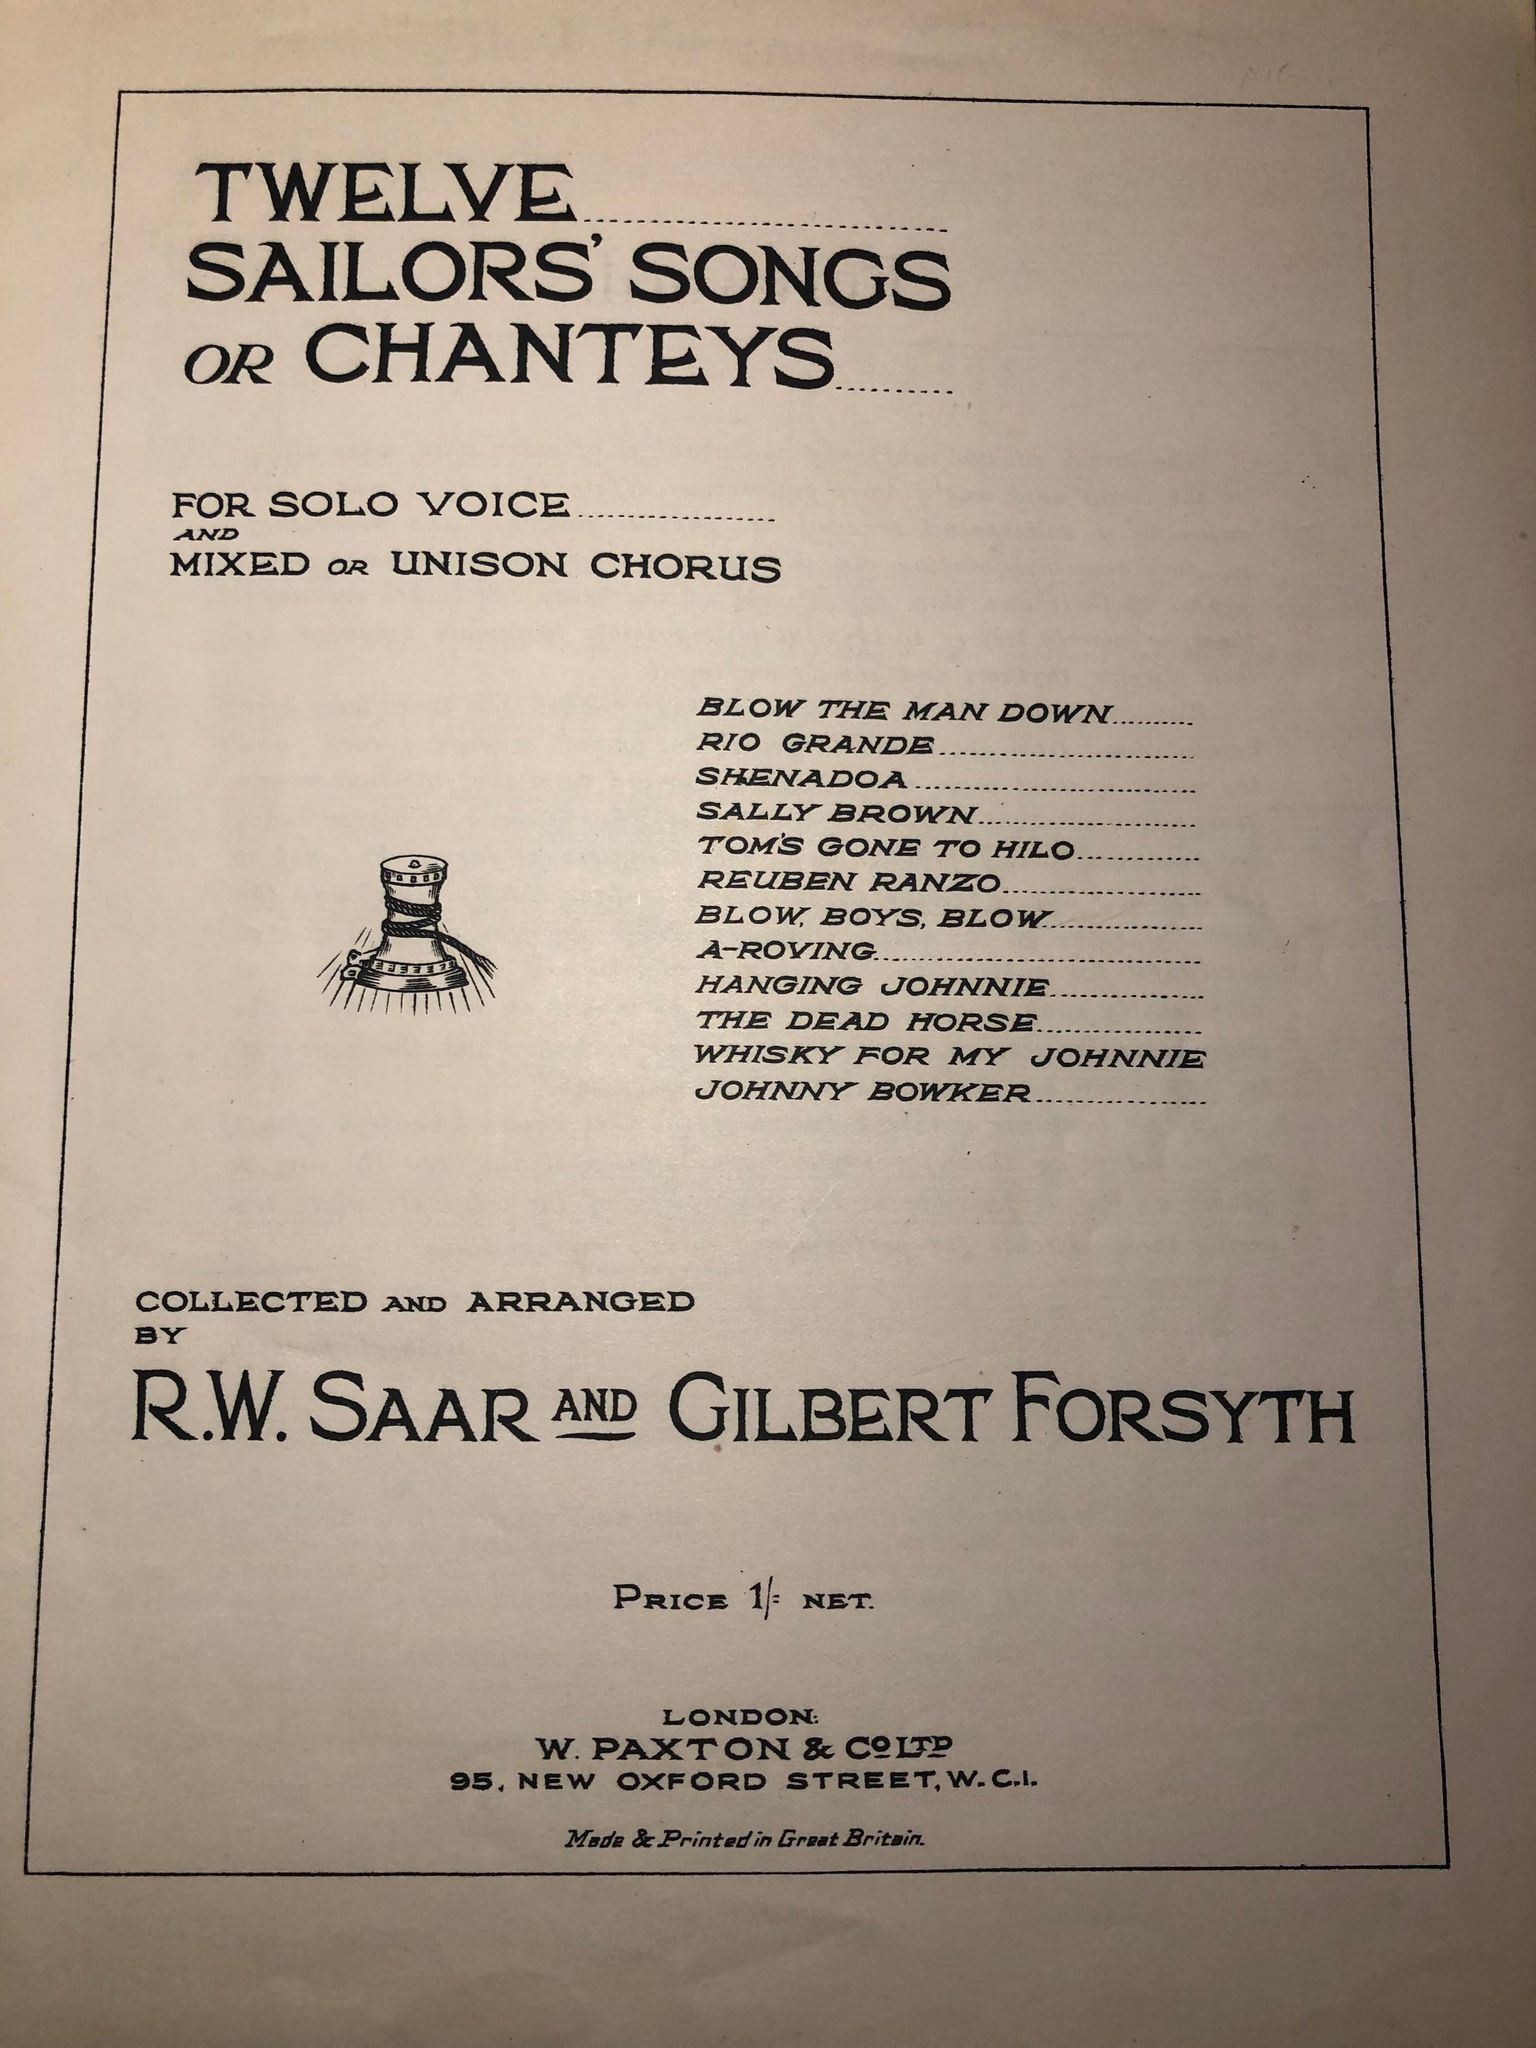 TWELVE
SAILORS' SONGS
OR CHANTEYS
FOR SOLO VOICE
AND
MIXED OR UNISON CHORUS
BLOW THE MAN DOWN
RIO GRANDE
SHENADOA
SALLY BROWN
TOM'S GONE TO HILO
REUBEN RANZO
BLOW, BOYS, BLOW
A-ROVING
HANGING JOHNNIE
THE DEAD HORSE
WHISKY FOR MY JOHNNIE
JOHNNY BOWKER
COLLECTED AND ARRANGED
BY
R.W. SAAR AND GILBERT FORSYTH
PRICE 1/- NET.
LONDON:
W. PAXTON & CO LTD
95, NEW OXFORD STREET, W.C.1.
Made & Printed in Great Britain.